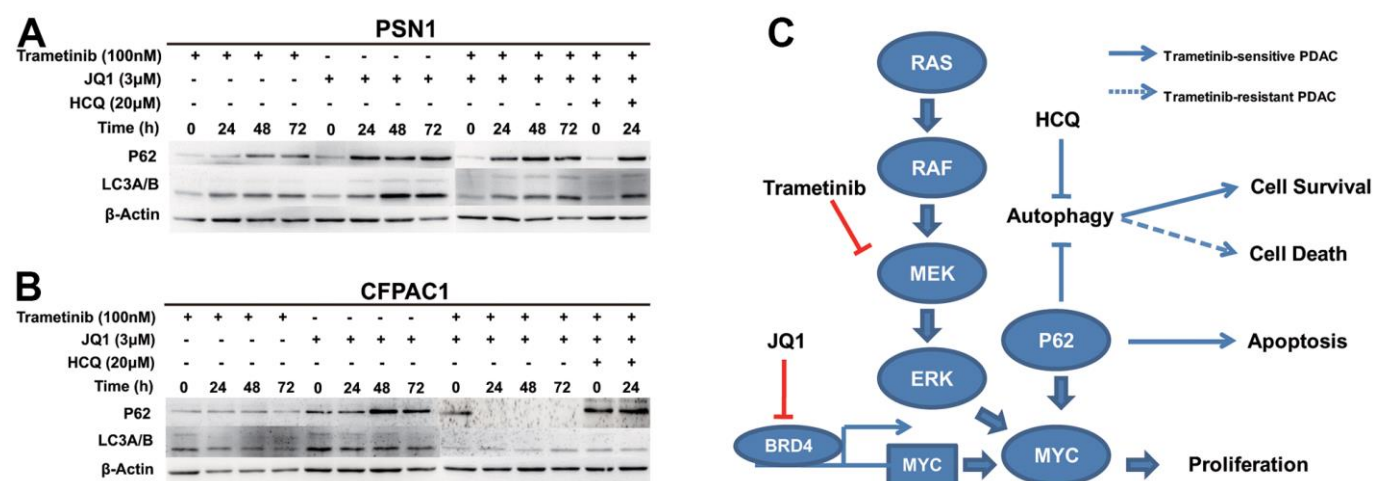 A
PSN1
Trametinib (100nM) + + + + - - - - + + + + + +
JQ1 (3μM) - - - - + + + + + + + + + +
HCQ (20μM) - - - - - - - - - - - - + +
Time (h) 0 24 48 72 0 24 48 72 0 24 48 72 0 24
P62
LC3A/B
β-Actin
B
CFPAC1
Trametinib (100nM) + + + + - - - - + + + + + +
JQ1 (3μM) - - - - + + + + + + + + + +
HCQ (20μM) - - - - - - - - - - - - + +
Time (h) 0 24 48 72 0 24 48 72 0 24 48 72 0 24
P62
LC3A/B
β-Actin
C
RAS
Trametinib-sensitive PDAC
Trametinib-resistant PDAC
HCQ
RAF
Trametinib
Autophagy
Cell Survival
Cell Death
MEK
JQ1
P62
Apoptosis
ERK
BRD4
MYC
MYC
Proliferation